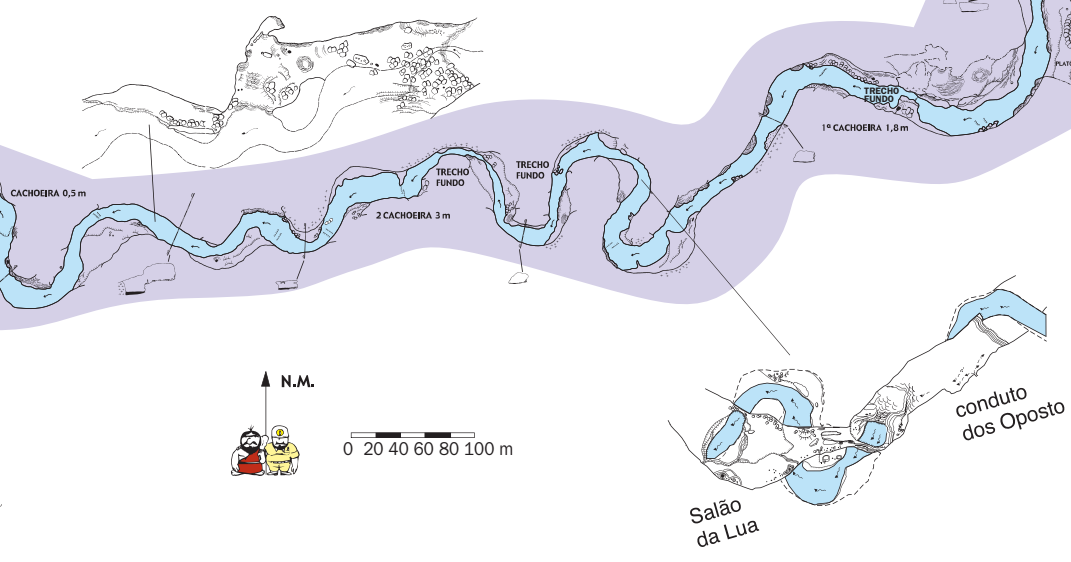 PLATO
TRECHO
FUNDO
1ª CACHOEIRA 1,8 m
TRECHO
FUNDO
TRECHO
FUNDO
CACHOEIRA 0,5 m
2 CACHOEIRA 3 m
N.M.
0 20 40 60 80 100 m
conduto
dos Oposto
Salão
da Lua